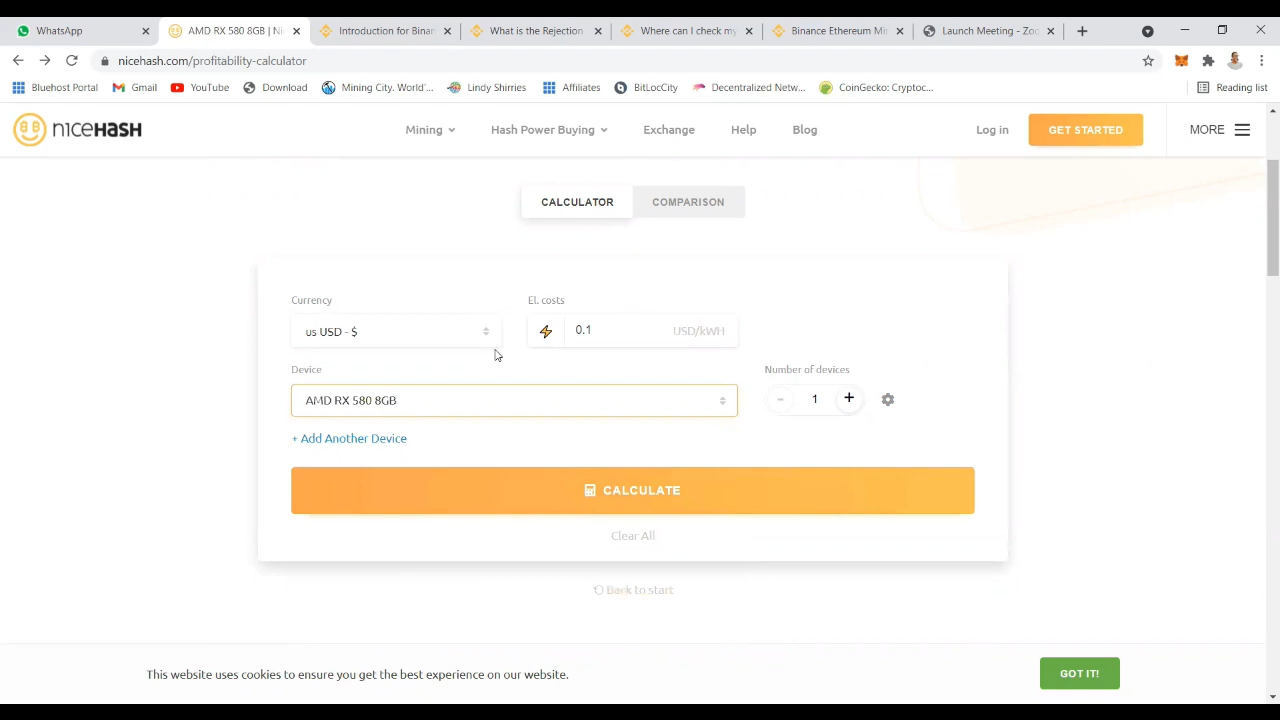 WhatsApp
AMD RX 580 8GB | Ni
Introduction for Binan
What is the Rejection
Where can I check my
Binance Ethereum Mi
Launch Meeting - Zoo
nicehash.com/profitability-calculator
Bluehost Portal
Gmail
YouTube
Download
Mining City. World'...
Lindy Shirries
Affiliates
BitLocCity
Decentralized Netw...
CoinGecko: Cryptoc...
Reading list
NICEHASH
Mining
Hash Power Buying
Exchange
Help
Blog
Log in
GET STARTED
MORE
CALCULATOR
COMPARISON
Currency
El. costs
us USD - $
0.1
USD/kWH
Device
Number of devices
AMD RX 580 8GB
- 1 +
+ Add Another Device
CALCULATE
Clear All
Back to start
This website uses cookies to ensure you get the best experience on our website.
GOT IT!